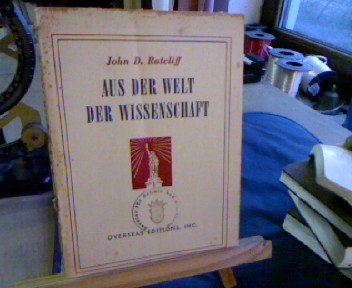 John D. Ratcliff
AUS DER WELT
DER WISSENSCHAFT
OVERSEAS EDITIONS, INC.